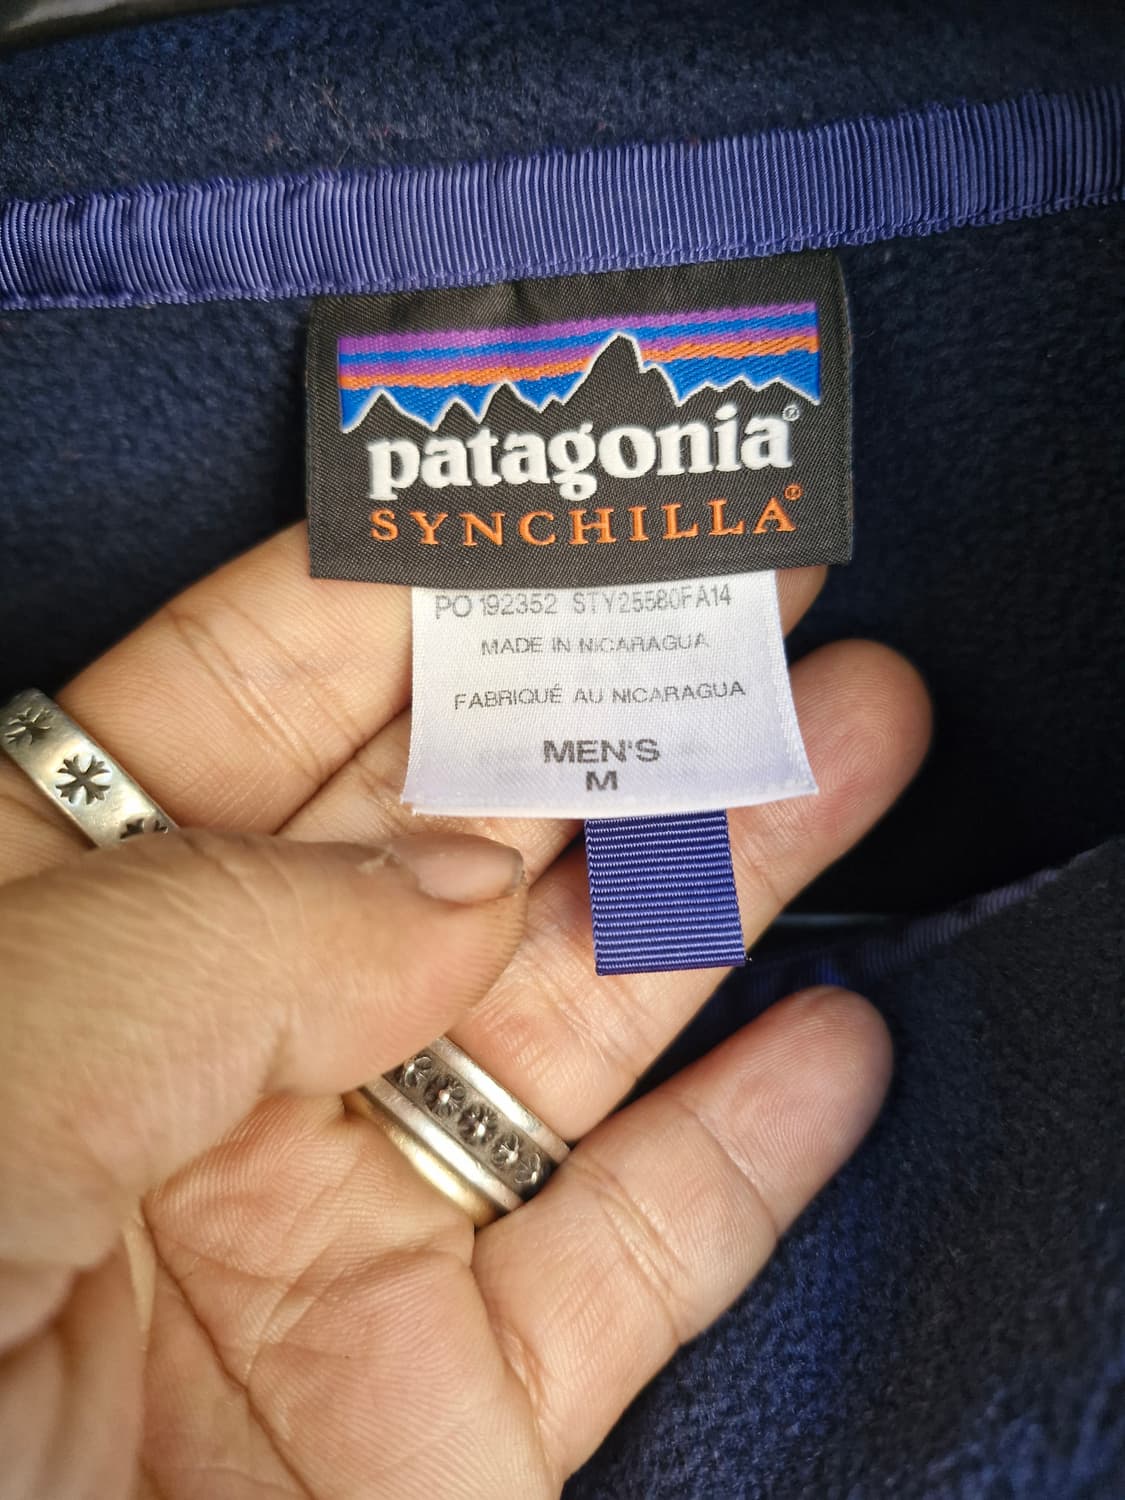 patagonia®
SYNCHILLA®
PO 192352 STY25580FA14
MADE IN NICARAGUA
FABRIQUÉ AU NICARAGUA
MEN'S
M